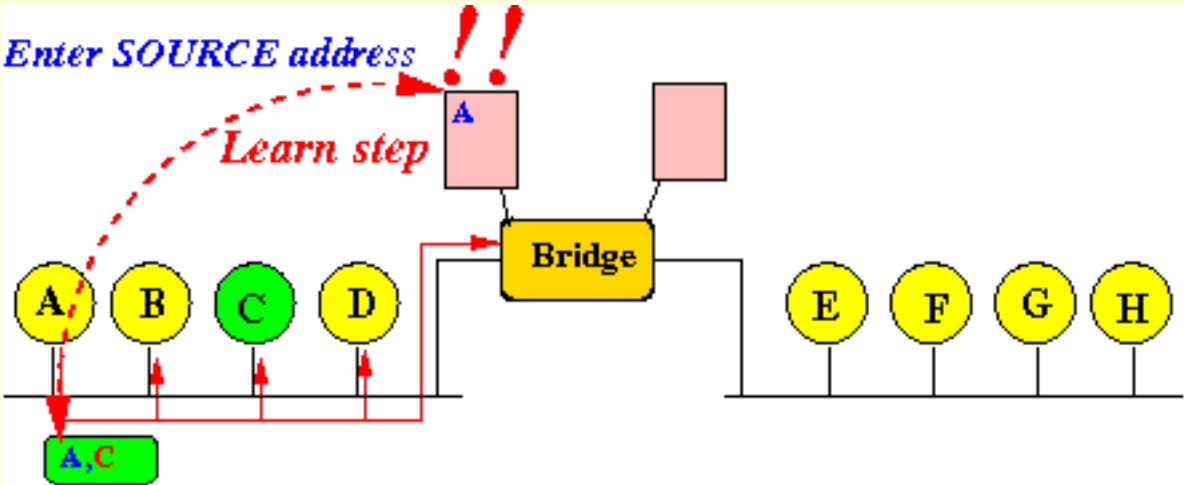 ! !
Enter SOURCE address
A
Learn step
Bridge
A B C D E F G H
A,C